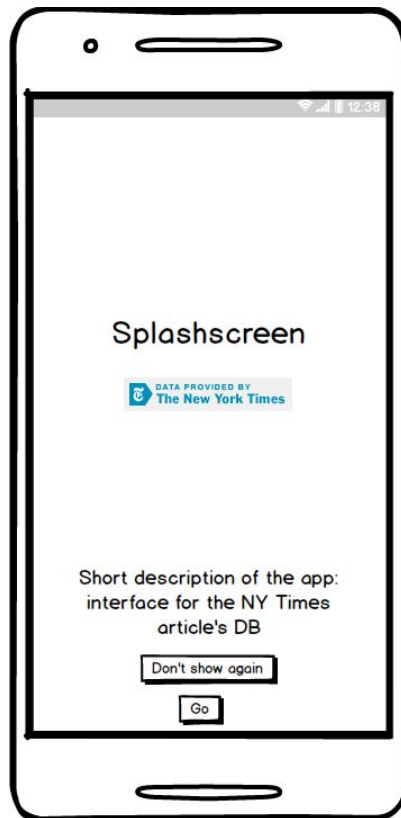 12:38
Splashscreen
DATA PROVIDED BY
The New York Times
Short description of the app:
interface for the NY Times
article's DB
Don't show again
Go